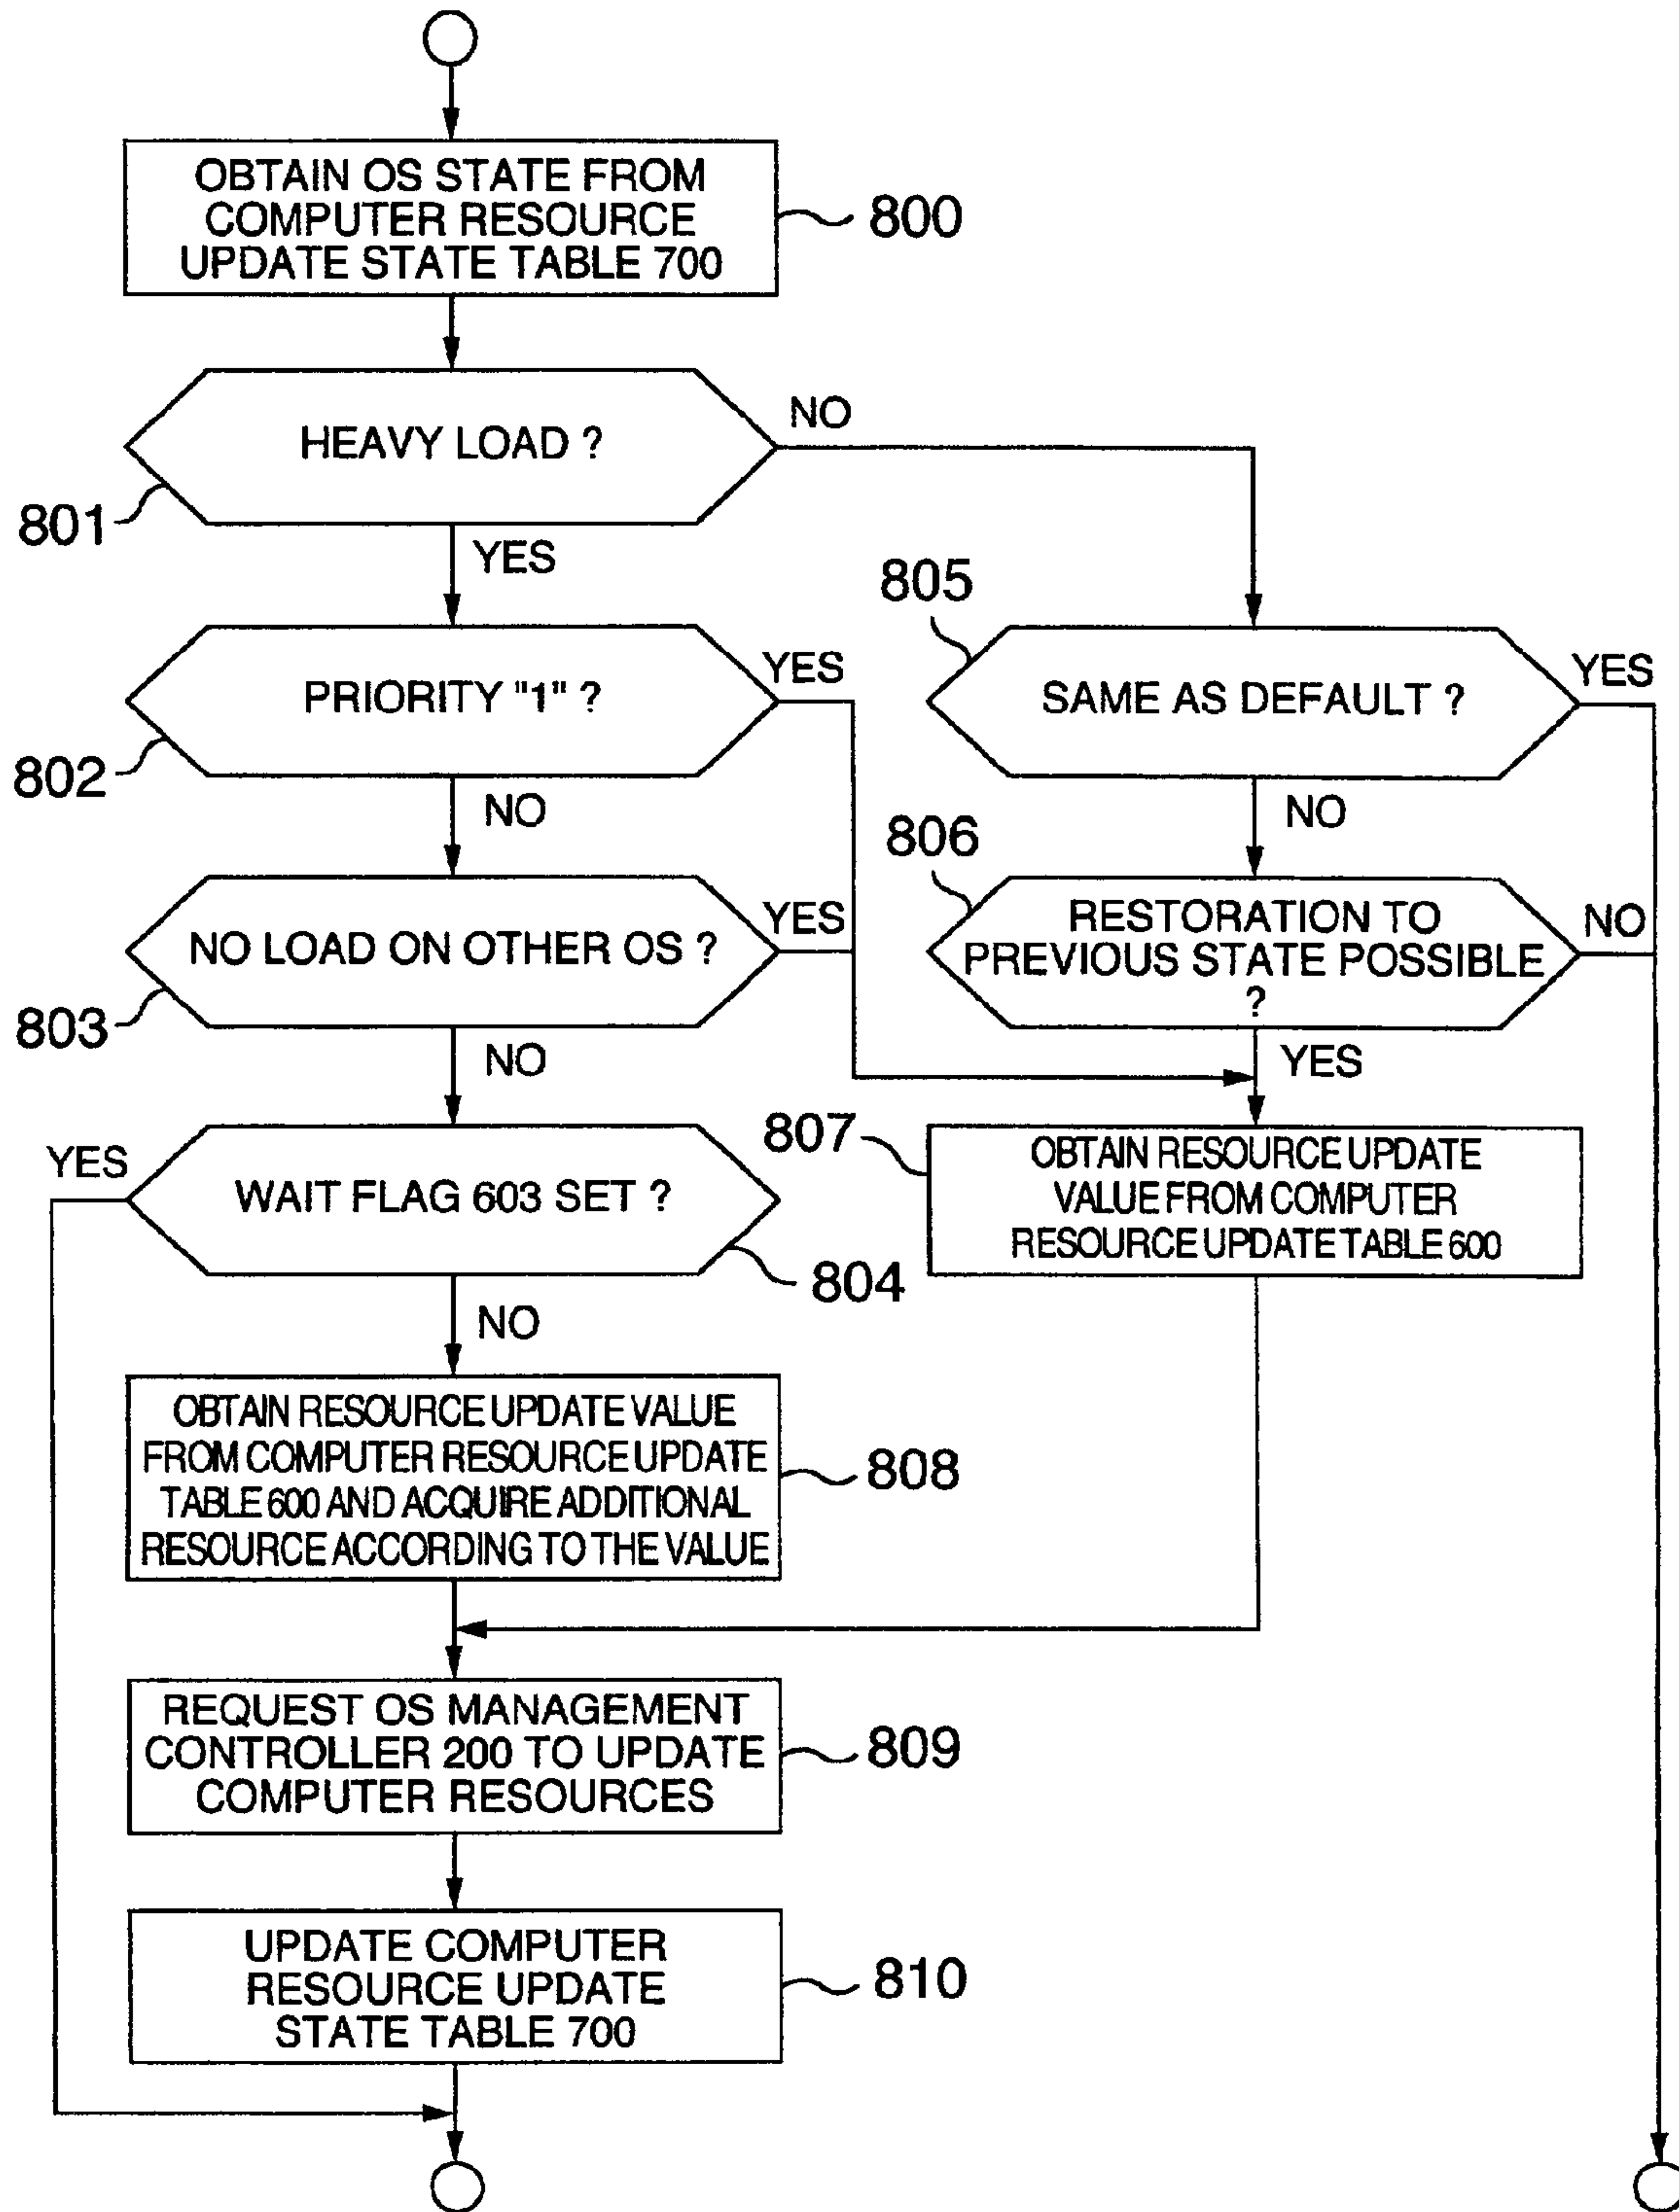 OBTAIN OS STATE FROM
COMPUTER RESOURCE
UPDATE STATE TABLE 700
800
HEAVY LOAD ?
NO
801
YES
805
PRIORITY "1" ?
YES
802
NO
SAME AS DEFAULT ?
YES
NO
806
NO LOAD ON OTHER OS ?
YES
803
NO
RESTORATION TO
PREVIOUS STATE POSSIBLE
?
NO
YES
YES
WAIT FLAG 603 SET ?
804
NO
807
OBTAIN RESOURCE UPDATE
VALUE FROM COMPUTER
RESOURCE UPDATE TABLE 600
OBTAIN RESOURCE UPDATE VALUE
FROM COMPUTER RESOURCE UPDATE
TABLE 600 AND ACQUIRE ADDITIONAL
RESOURCE ACCORDING TO THE VALUE
808
REQUEST OS MANAGEMENT
CONTROLLER 200 TO UPDATE
COMPUTER RESOURCES
809
UPDATE COMPUTER
RESOURCE UPDATE
STATE TABLE 700
810